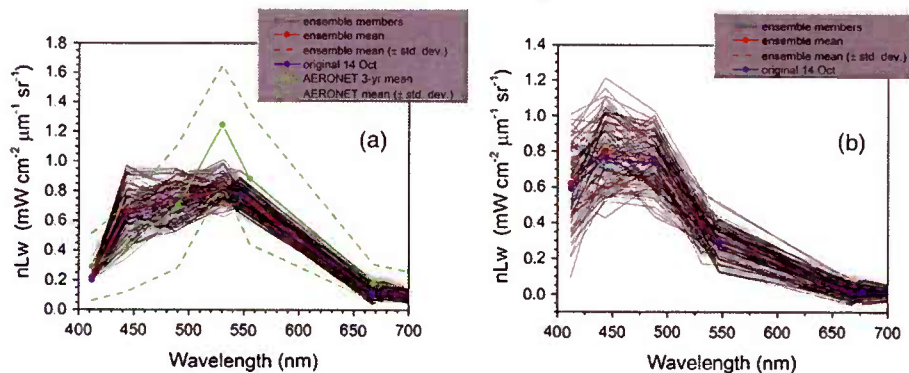 ensemble members
ensemble mean
ensemble mean (± std. dev.)
original 14 Oct
AERONET 3-yr mean
AERONET mean (± std. dev.)
1.8
1.6
1.4
1.2
1.0
0.8
0.6
0.4
0.2
0.0
nLw (mW cm⁻² µm⁻¹ sr⁻¹)
(a)
400 450 500 550 600 650 700
Wavelength (nm)
ensemble members
ensemble mean
ensemble mean (± std. dev.)
original 14 Oct
1.4
1.2
1.0
0.8
0.6
0.4
0.2
0.0
nLw (mW cm⁻² µm⁻¹ sr⁻¹)
(b)
400 450 500 550 600 650 700
Wavelength (nm)